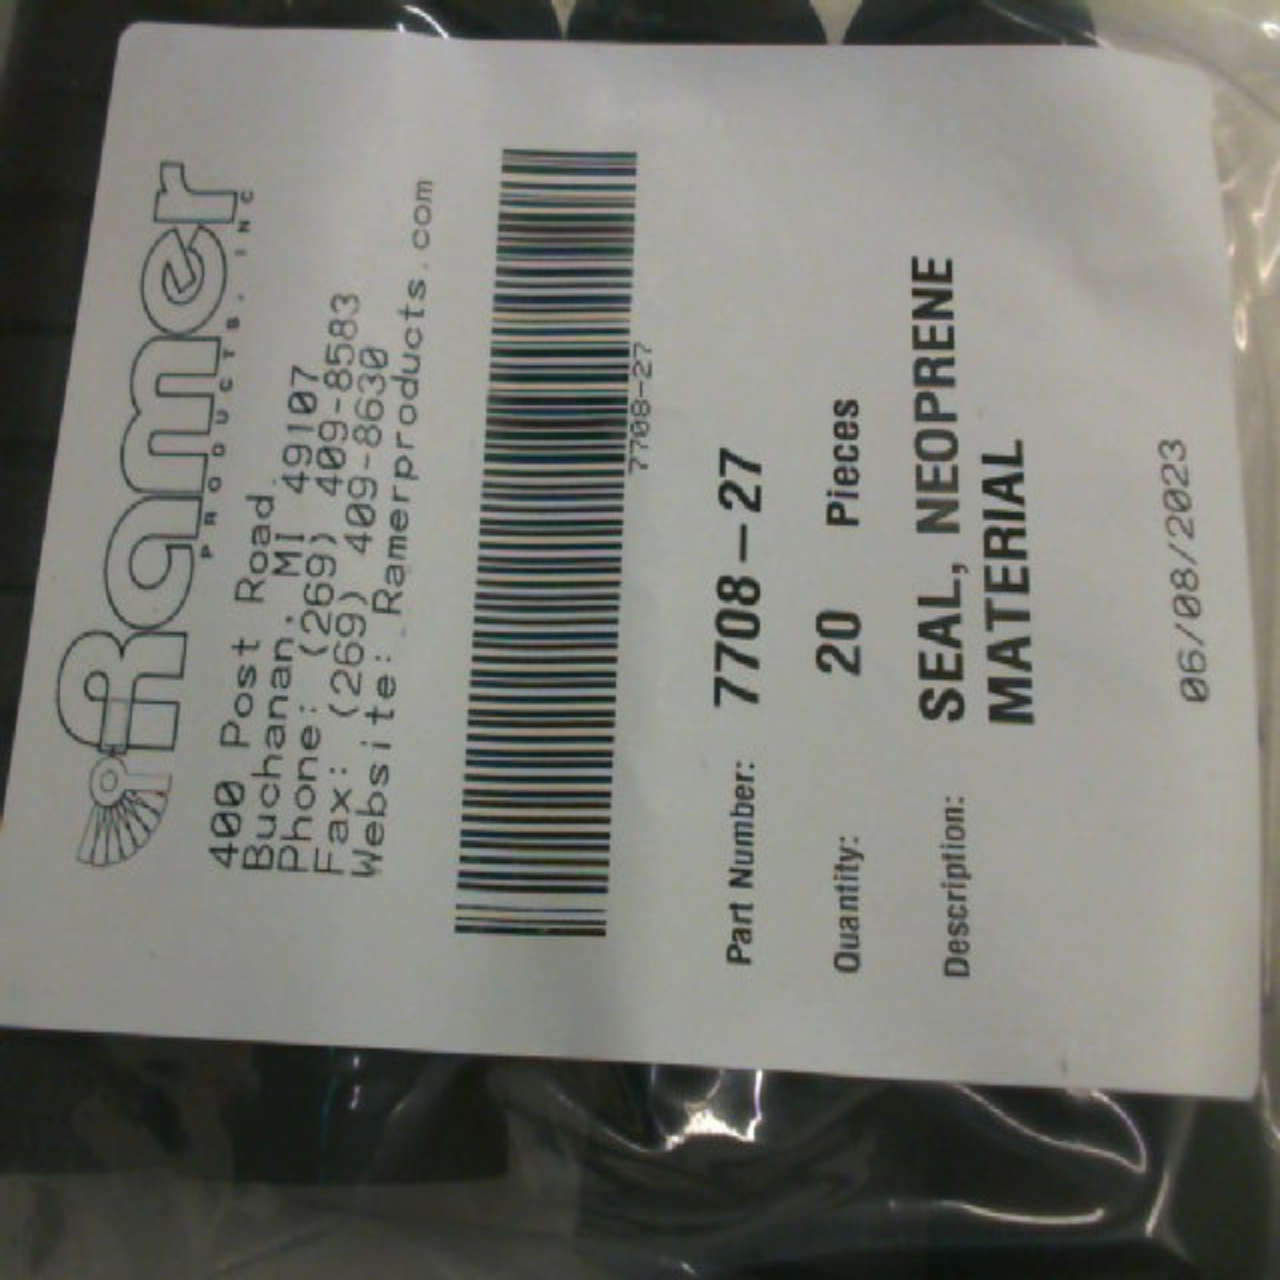 Ramer
PRODUCTS, INC
400 Post Road
Buchanan, MI 49107
Phone: (269) 409-8583
Fax: (269) 409-8630
Website: Ramerproducts.com
7708-27
Part Number: 7708-27
Quantity: 20 Pieces
Description: SEAL, NEOPRENE
MATERIAL
06/08/2023